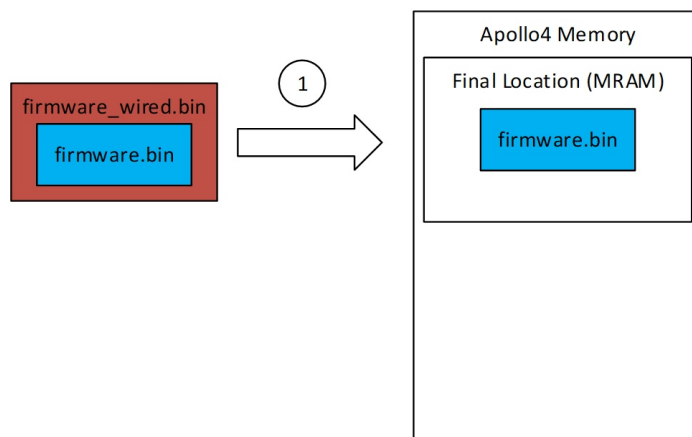 Apollo4 Memory
Final Location (MRAM)
firmware.bin
1
firmware_wired.bin
firmware.bin